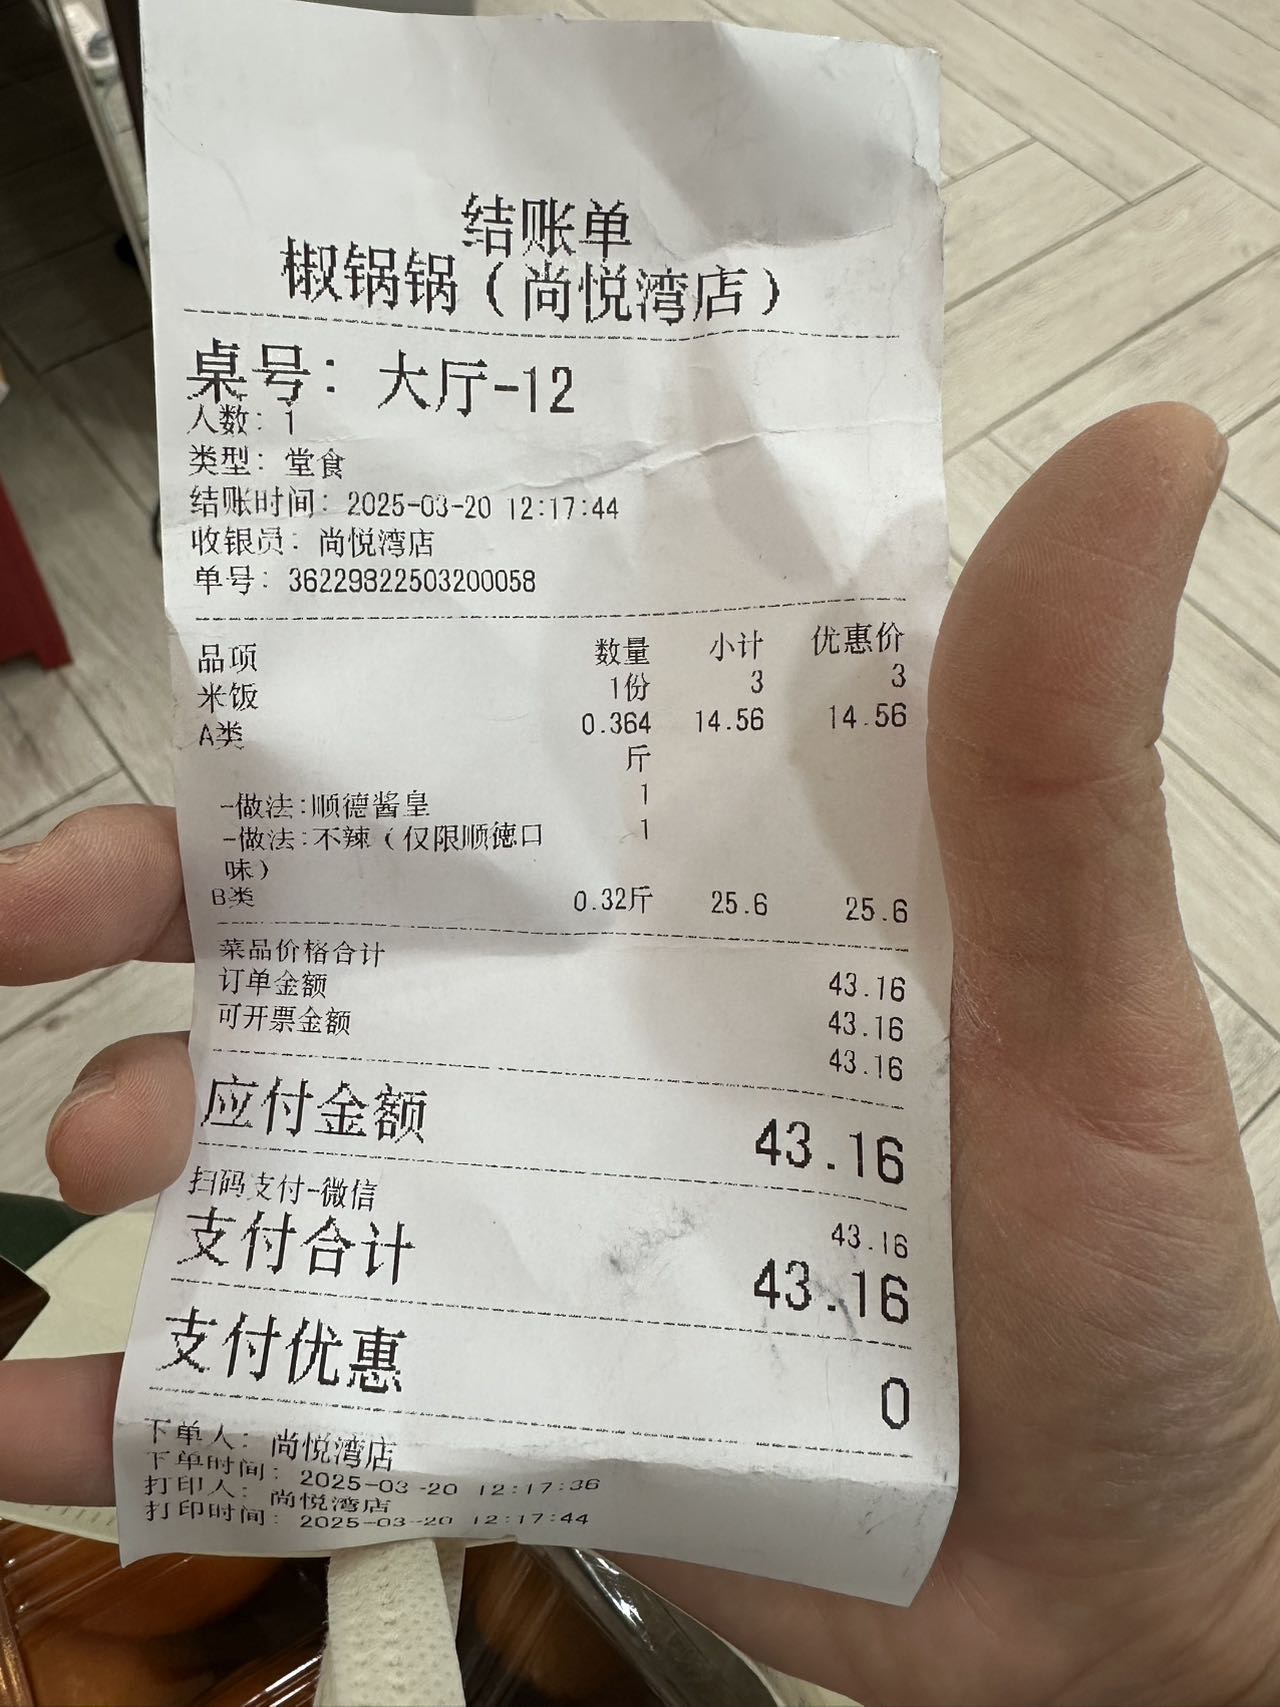 结账单
椒锅锅（尚悦湾店）
桌号：大厅-12
人数：1
类型：堂食
结账时间：2025-03-20 12:17:44
收银员：尚悦湾店
单号：36229822503200058
品项 数量 小计 优惠价
米饭 1份 3 3
A类 0.364 14.56 14.56
斤
-做法:顺德酱皇 1
-做法:不辣（仅限顺德口 1
味）
B类 0.32斤 25.6 25.6
菜品价格合计 43.16
订单金额 43.16
可开票金额 43.16
应付金额 43.16
扫码支付-微信 43.16
支付合计 43.16
支付优惠 0
下单人：尚悦湾店
下单时间：2025-03-20 12:17:36
打印人：尚悦湾店
打印时间：2025-03-20 12:17:44